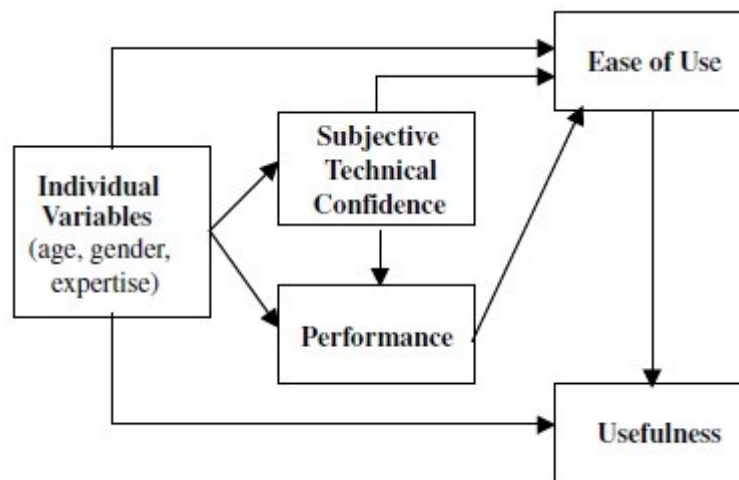 Ease of Use
Subjective
Technical
Confidence
Individual
Variables
(age, gender,
expertise)
Performance
Usefulness